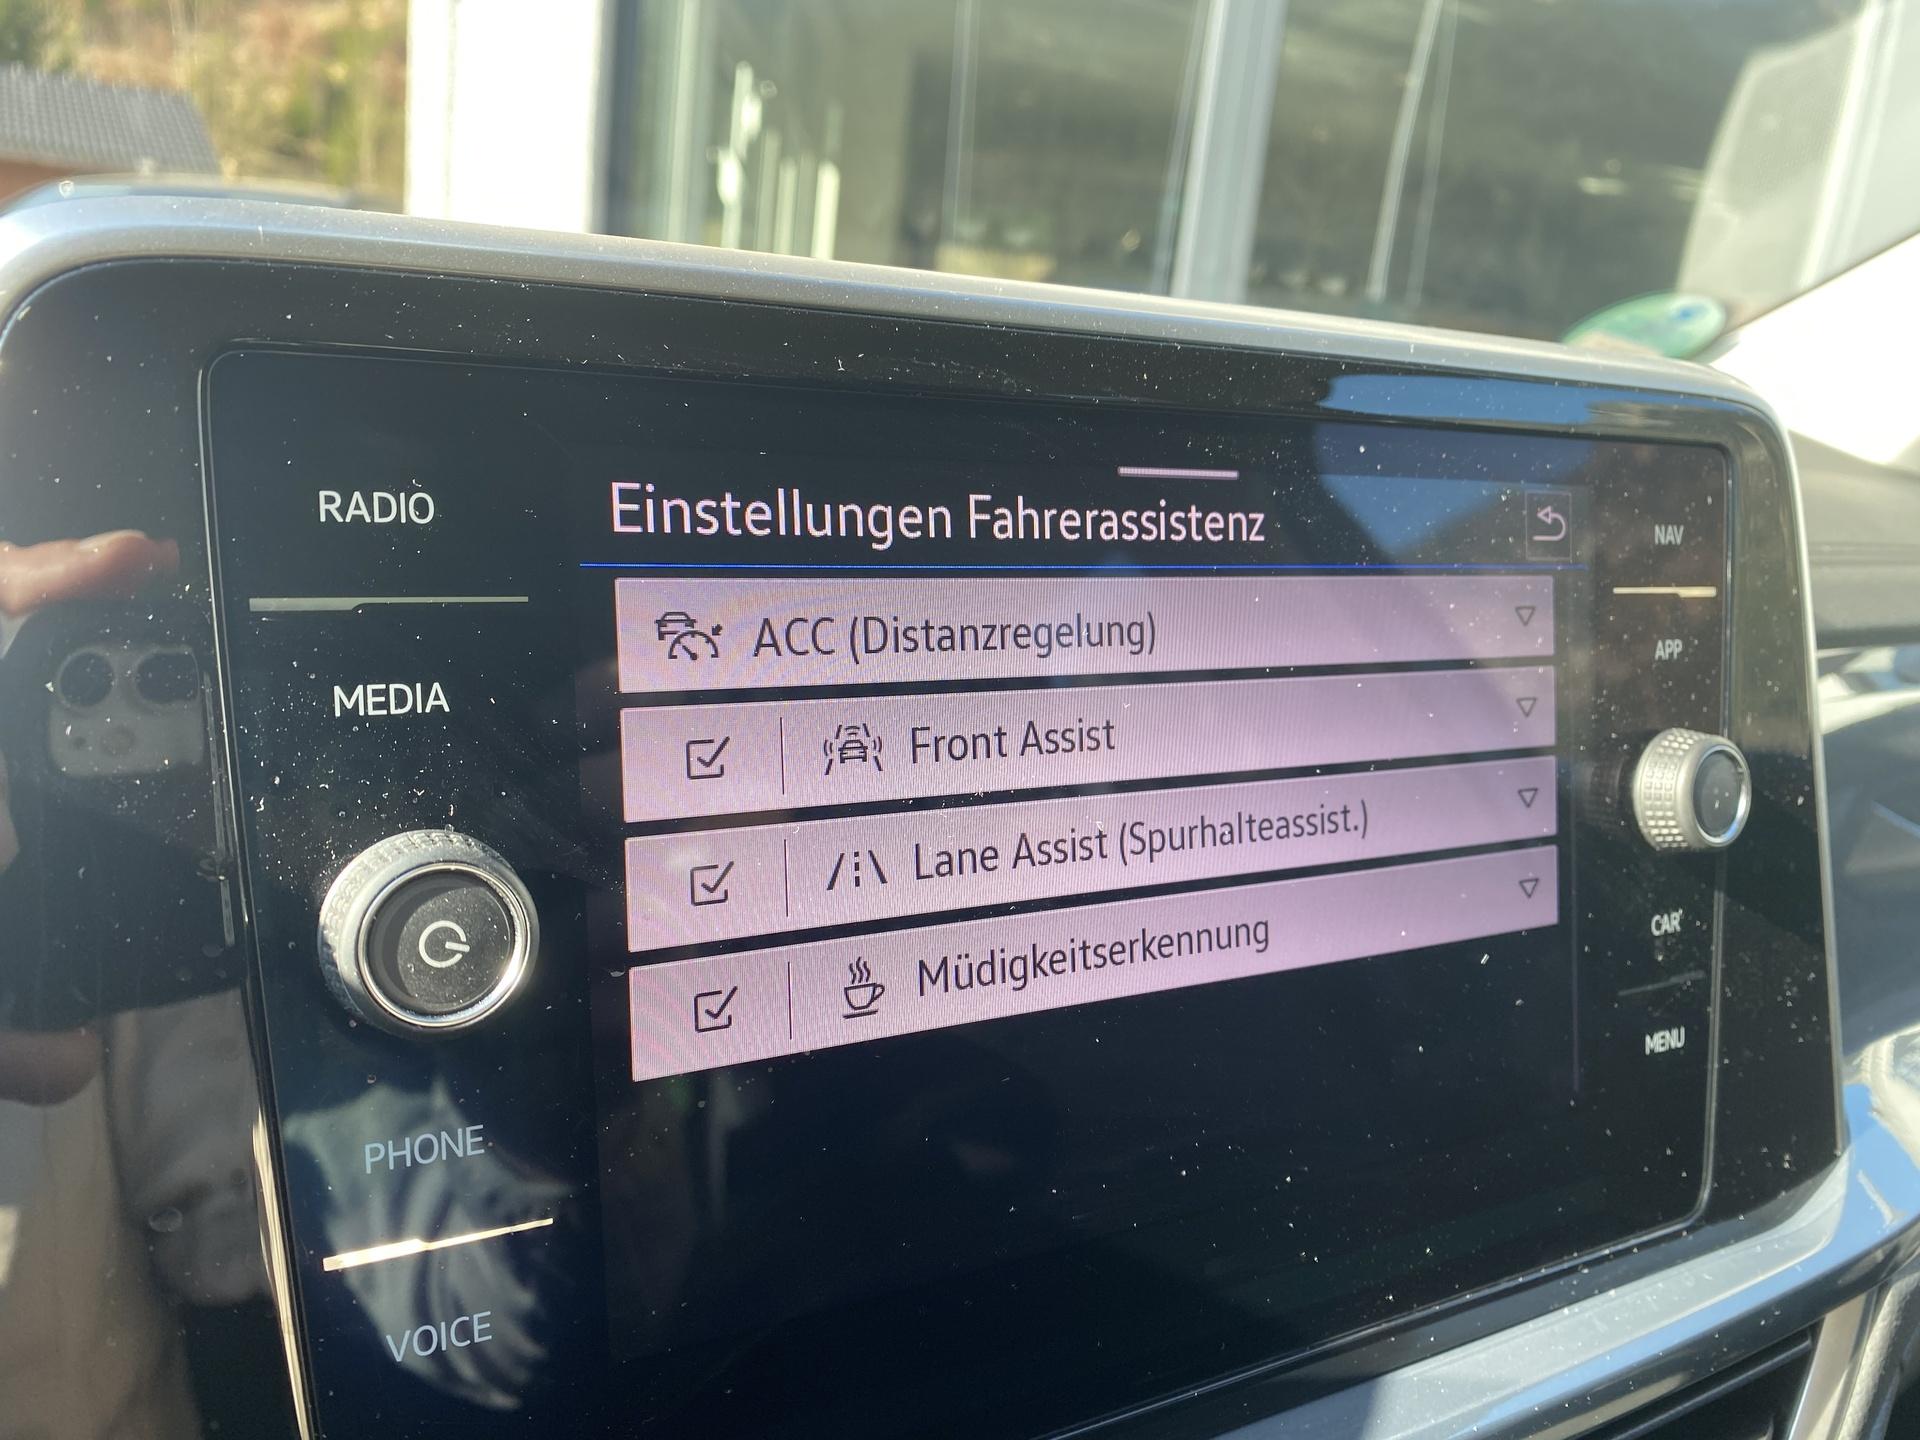 RADIO
MEDIA
PHONE
VOICE
Einstellungen Fahrerassistenz
ACC (Distanzregelung)
Front Assist
Lane Assist (Spurhalteassist.)
Müdigkeitserkennung
NAV
APP
CAR
MENU